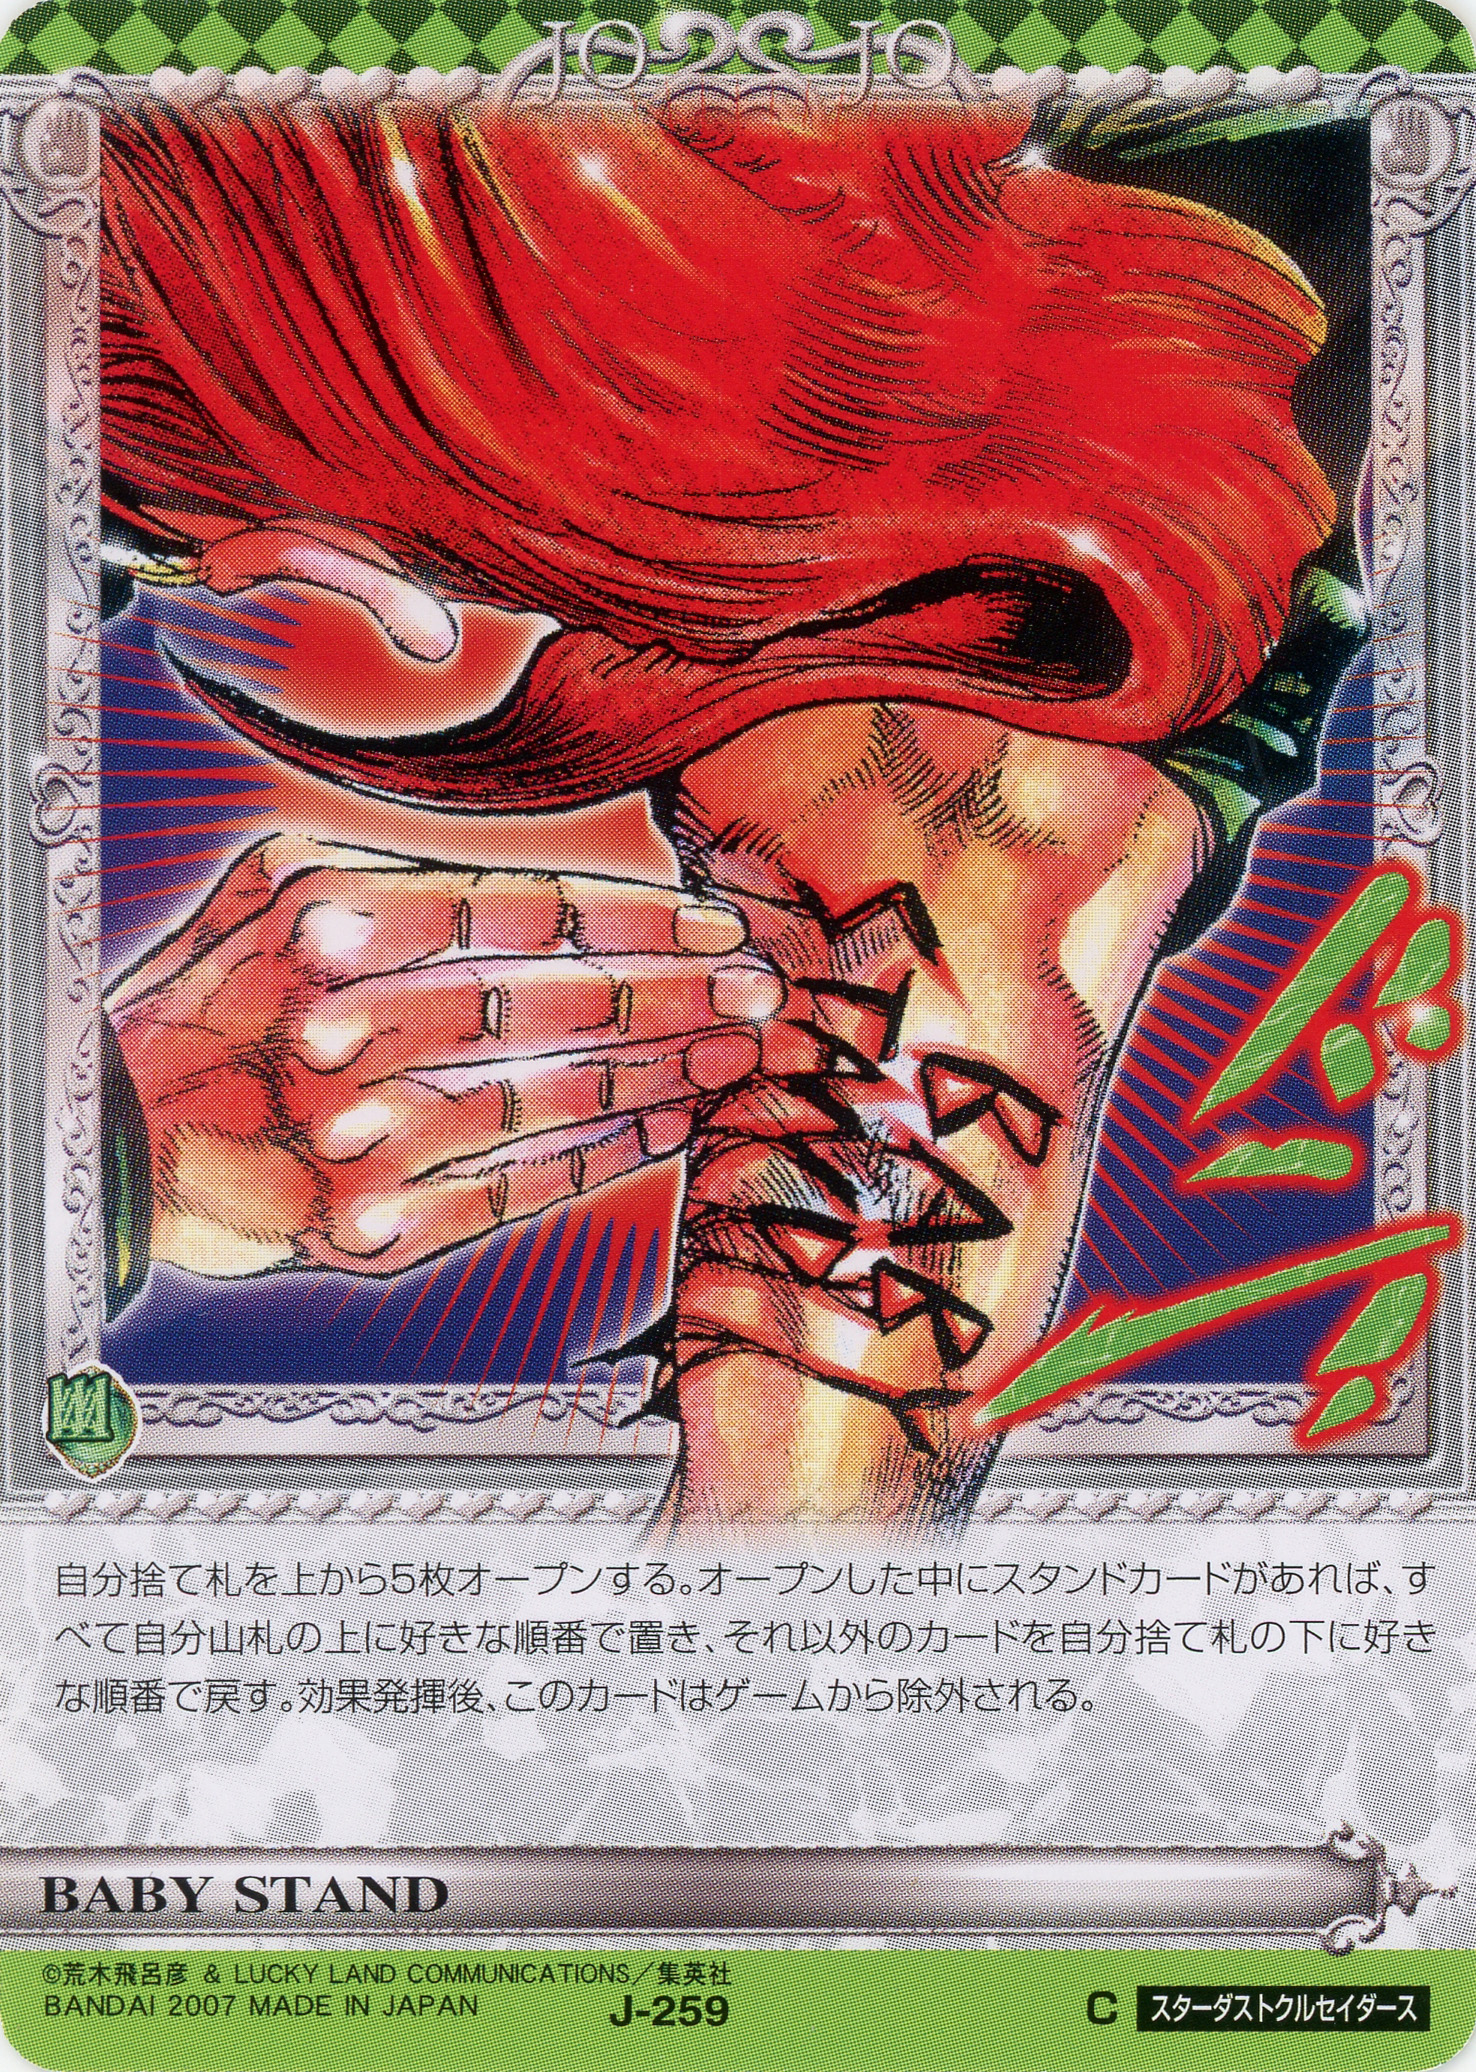 JOJO
BABY
STAND
バーン
自分捨て札を上から5枚オープンする。オープンした中にスタンドカードがあれば、す
べて自分山札の上に好きな順番で置き、それ以外のカードを自分捨て札の下に好き
な順番で戻す。効果発揮後、このカードはゲームから除外される。
BABY STAND
©荒木飛呂彦 & LUCKY LAND COMMUNICATIONS／集英社
BANDAI 2007 MADE IN JAPAN
J-259
C
スターダストクルセイダース